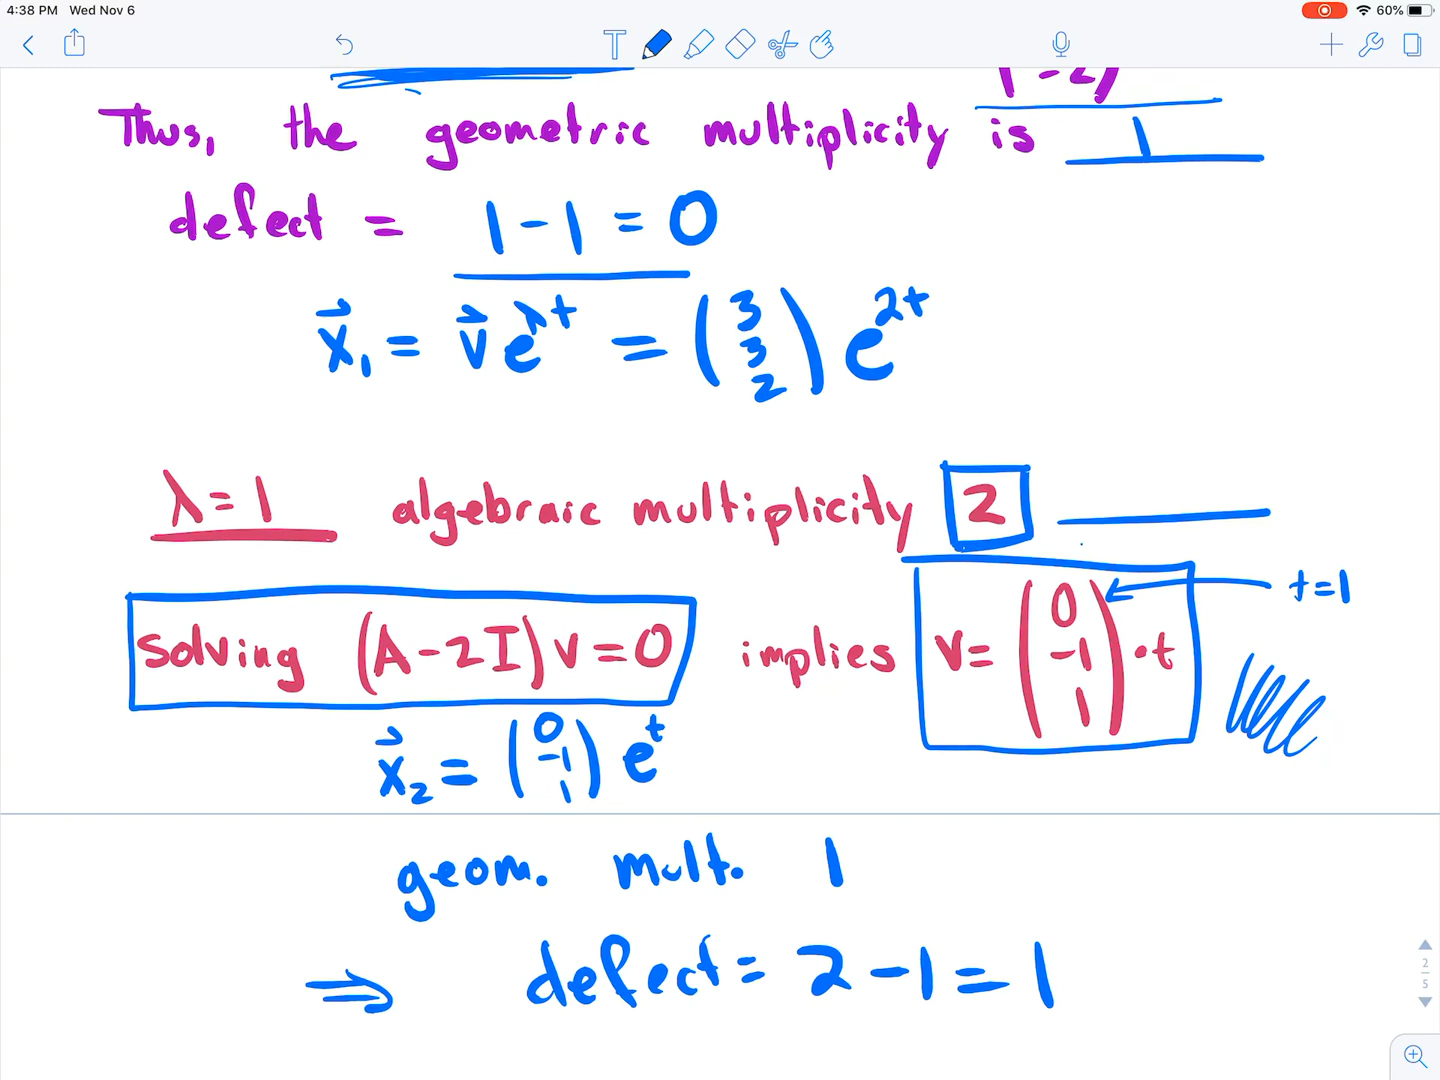 4:38 PM Wed Nov 6
60%
T
Thus, the geometric multiplicity is 1
defect = 1 - 1 = 0
x⃗₁ = v⃗e^λt = (3 3 2) e^2t
λ = 1 algebraic multiplicity 2
Solving (A - 2I) v = 0 implies v = (0 -1 1) · t
t = 1
x⃗₂ = (0 -1 1) e^t
geom. mult. 1
⇒ defect = 2 - 1 = 1
2
5